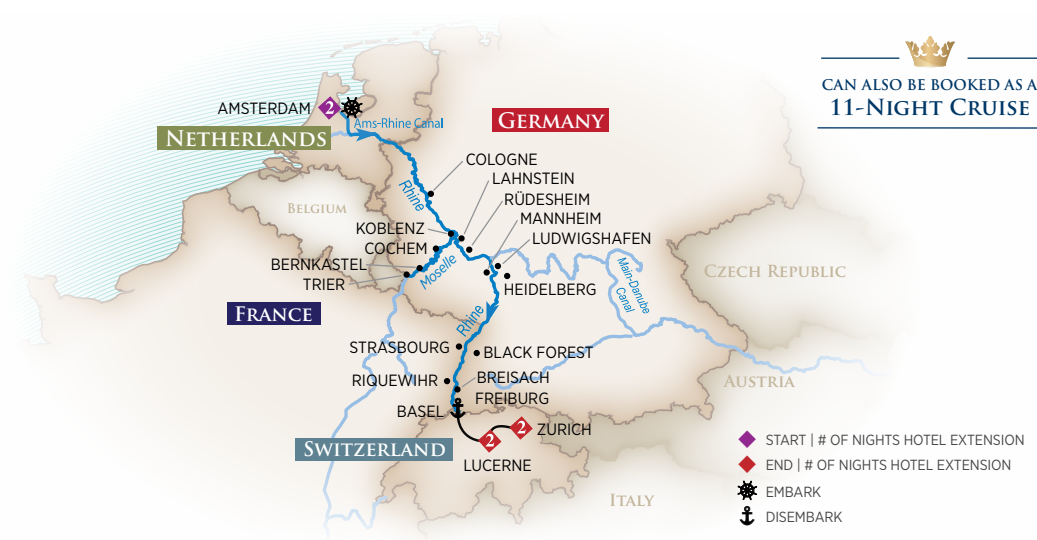 CAN ALSO BE BOOKED AS A
11-NIGHT CRUISE
AMSTERDAM
2
Ams-Rhine Canal
NETHERLANDS
GERMANY
COLOGNE
LAHNSTEIN
Rhine
RÜDESHEIM
BELGIUM
MANNHEIM
KOBLENZ
LUDWIGSHAFEN
COCHEM
BERNKASTEL
Moselle
Main-Danube
Canal
CZECH REPUBLIC
TRIER
HEIDELBERG
FRANCE
Rhine
STRASBOURG
BLACK FOREST
RIQUEWIHR
BREISACH
AUSTRIA
FREIBURG
BASEL
2
2
ZURICH
SWITZERLAND
LUCERNE
ITALY
START | # OF NIGHTS HOTEL EXTENSION
END | # OF NIGHTS HOTEL EXTENSION
EMBARK
DISEMBARK